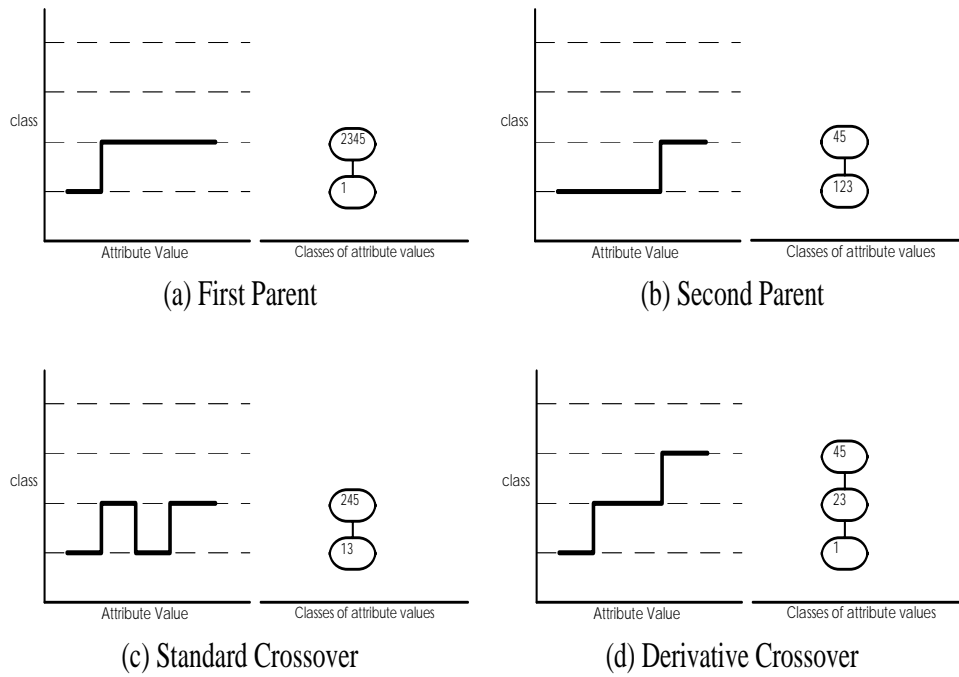 class
2345
1
Attribute Value
Classes of attribute values
(a) First Parent
class
45
123
Attribute Value
Classes of attribute values
(b) Second Parent
class
245
13
Attribute Value
Classes of attribute values
(c) Standard Crossover
class
45
23
1
Attribute Value
Classes of attribute values
(d) Derivative Crossover